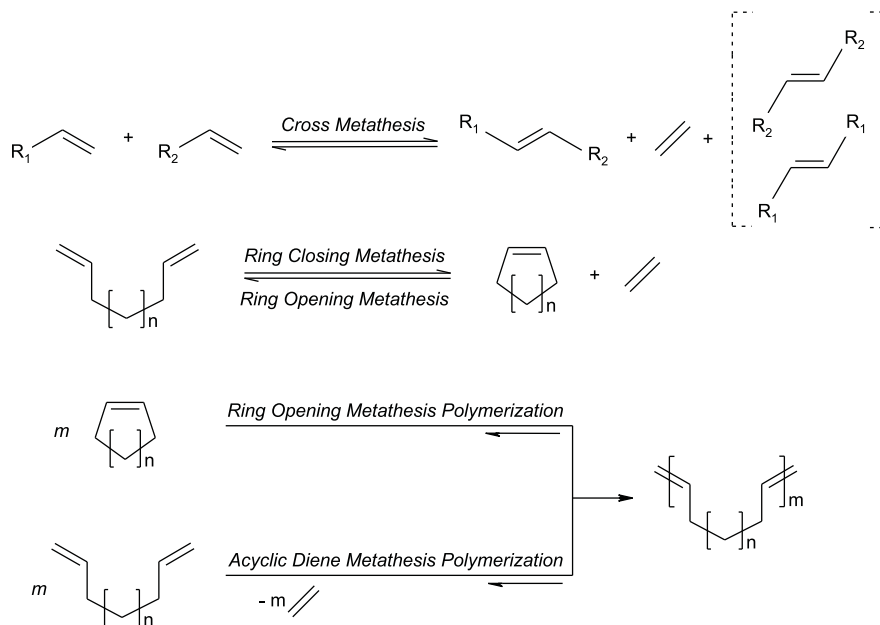 R2
Cross Metathesis
R1
R1 + R2 + + R2 R1
R2
R1
Ring Closing Metathesis
Ring Opening Metathesis +
n n
m Ring Opening Metathesis Polymerization
n
m
n
m Acyclic Diene Metathesis Polymerization
n - m